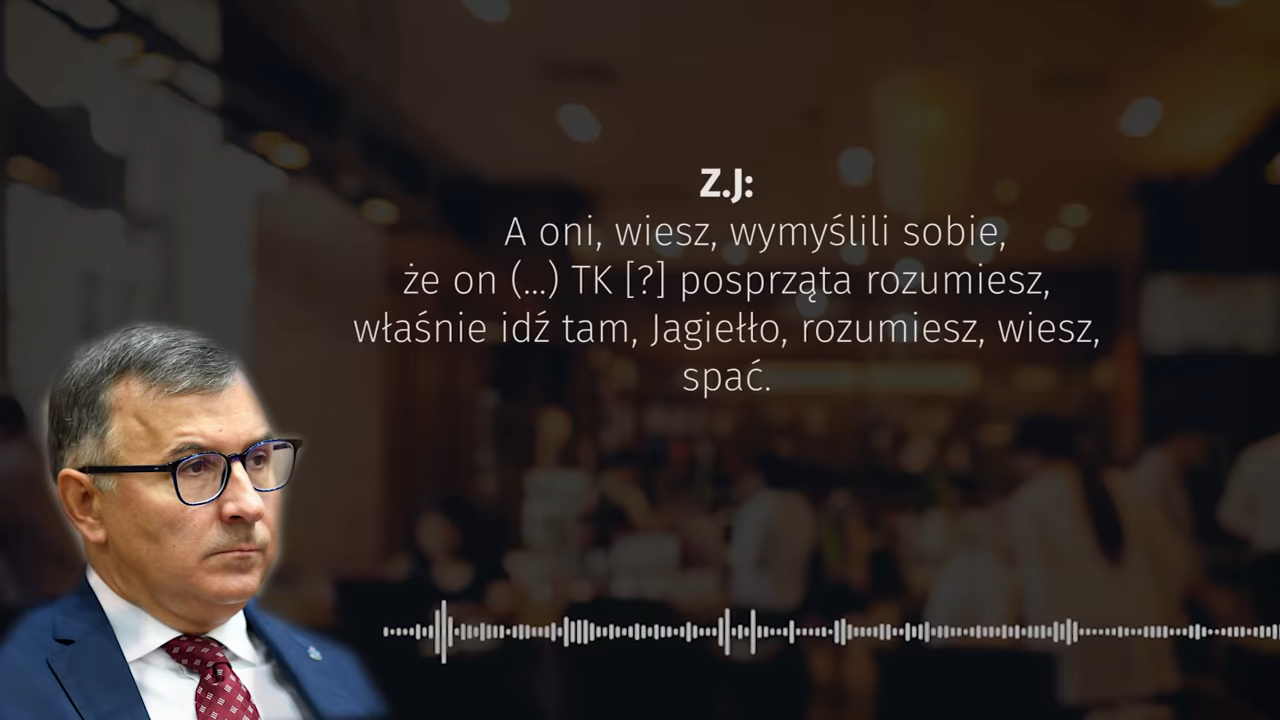 Z.J:
A oni, wiesz, wymyślili sobie,
że on (...) TK [?] posprząta rozumiesz,
właśnie idź tam, Jagiełło, rozumiesz, wiesz,
spać.